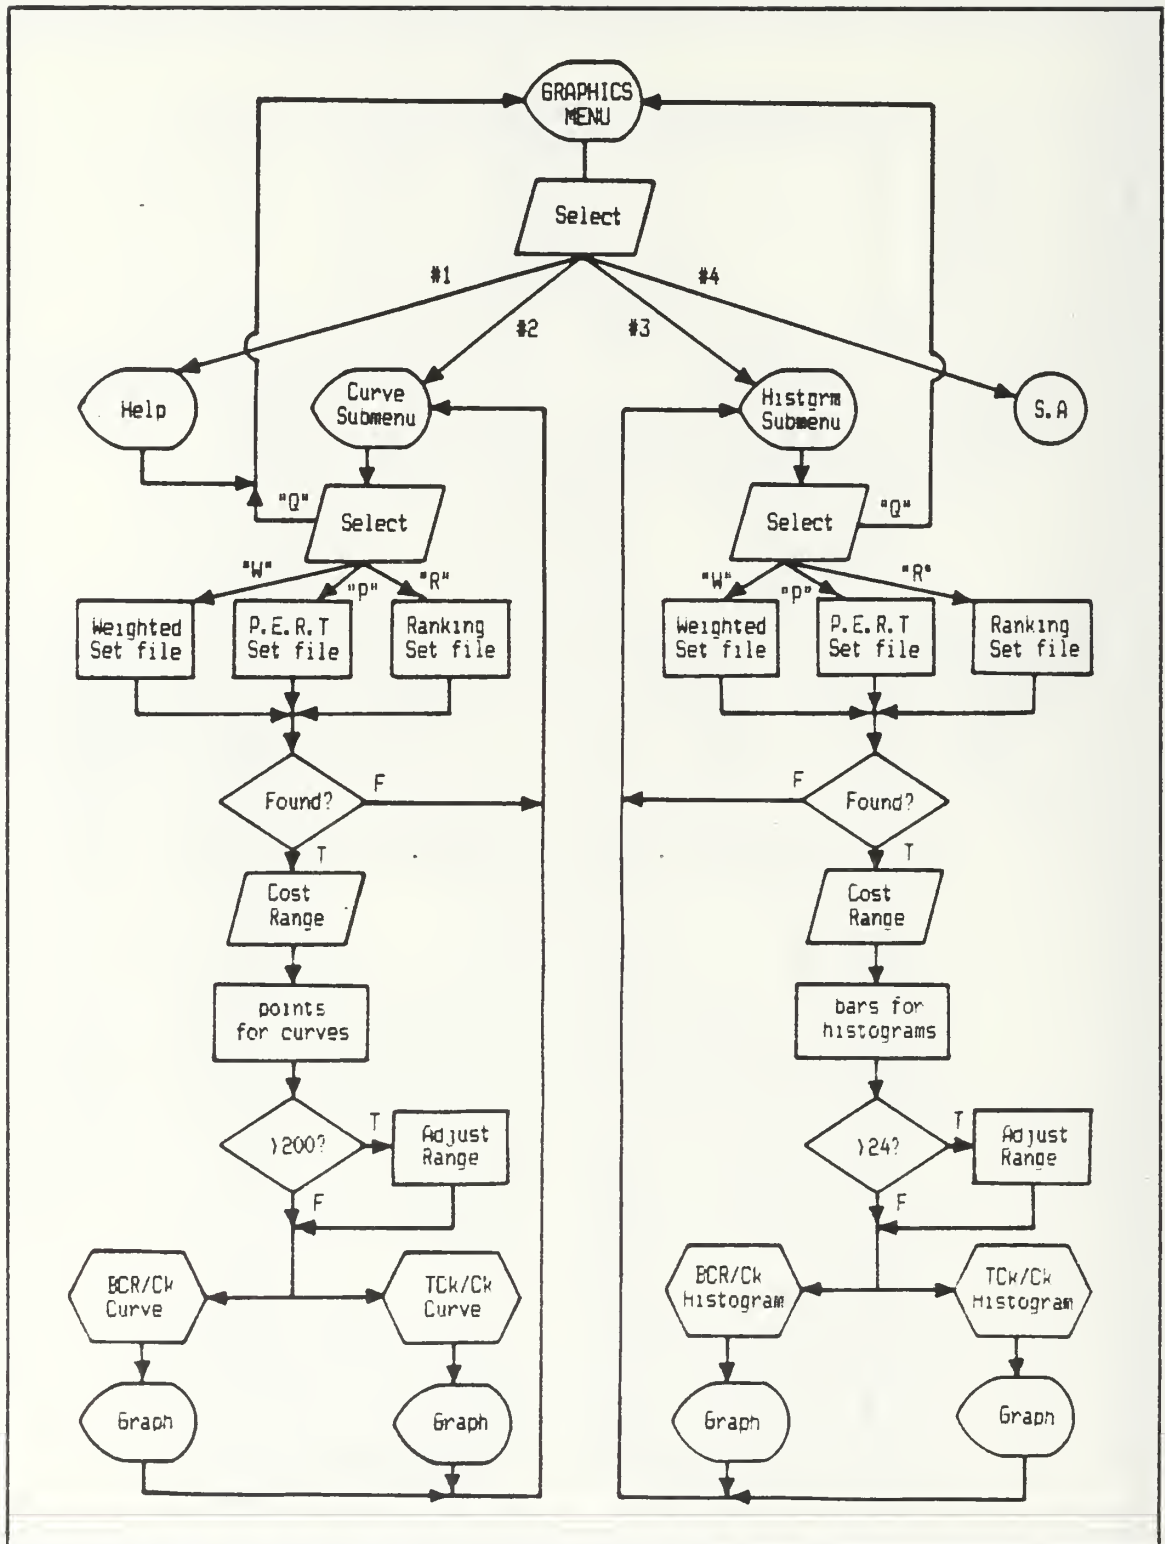 GRAPHICS
MENU
Select
#1
#2
#3
#4
Help
Curve
Submenu
Histgrm
Submenu
S.A
"Q"
Select
Select
"Q"
"W"
"P"
"R"
"W"
"P"
"R"
Weighted
Set file
P.E.R.T
Set file
Ranking
Set file
Weighted
Set file
P.E.R.T
Set file
Ranking
Set file
Found?
F
F
Found?
T
T
Cost
Range
Cost
Range
points
for curves
bars for
histograms
>200?
T
Adjust
Range
>24?
T
Adjust
Range
F
F
BCR/Ck
Curve
TCk/Ck
Curve
BCR/Ck
Histogram
TCk/Ck
Histogram
Graph
Graph
Graph
Graph